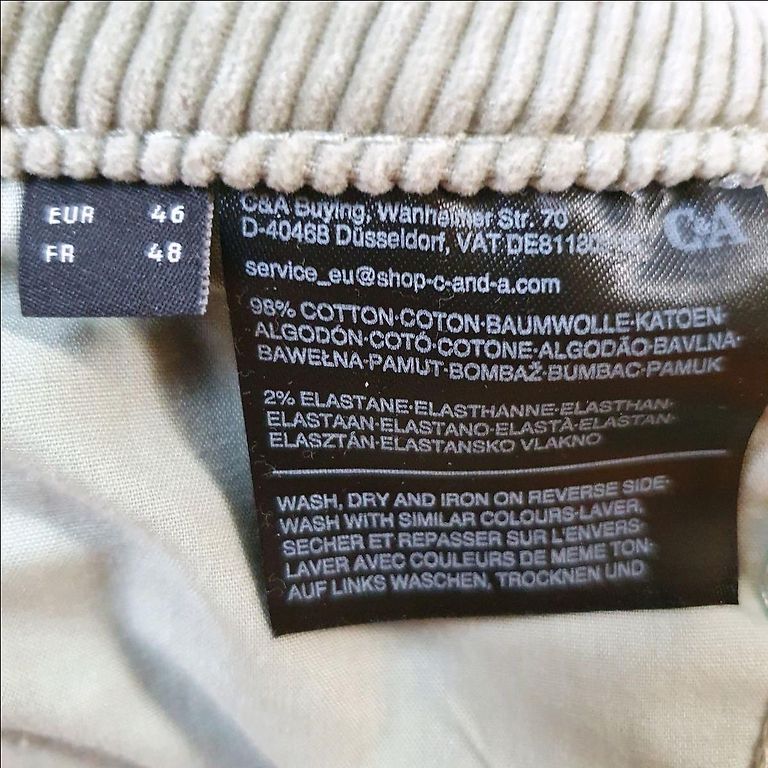 EUR 46
FR 48
C&A
C&A Buying, Wanheimer Str. 70
D-40468 Düsseldorf, VAT DE81180
service_eu@shop-c-and-a.com
98% COTTON·COTON·BAUMWOLLE·KATOEN·
ALGODÓN·COTÓ·COTONE·ALGODÃO·BAVLNA·
BAWEŁNA·PAMUT·BOMBAŽ·BUMBAC·PAMUK
2% ELASTANE·ELASTHANNE·ELASTHAN·
ELASTAAN·ELASTANO·ELASTÀ·ELASTAN·
ELASZTÁN·ELASTANSKO VLAKNO
WASH, DRY AND IRON ON REVERSE SIDE·
WASH WITH SIMILAR COLOURS·LAVER,
SECHER ET REPASSER SUR L'ENVERS·
LAVER AVEC COULEURS DE MEME TON·
AUF LINKS WASCHEN, TROCKNEN UND